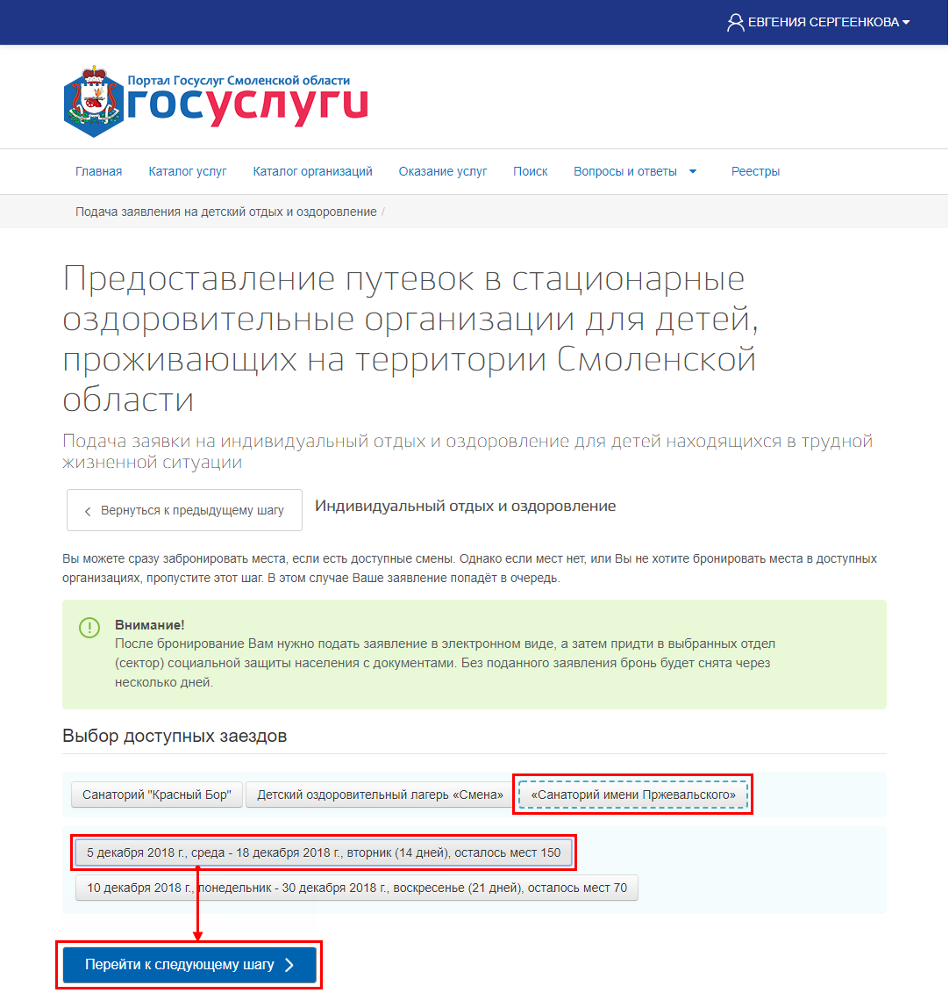 ЕВГЕНИЯ СЕРГЕЕНКОВА
Портал Госуслуг Смоленской области
госуслуги
Главная Каталог услуг Каталог организаций Оказание услуг Поиск Вопросы и ответы Реестры
Подача заявления на детский отдых и оздоровление /
Предоставление путевок в стационарные
оздоровительные организации для детей,
проживающих на территории Смоленской
области
Подача заявки на индивидуальный отдых и оздоровление для детей находящихся в трудной
жизненной ситуации
Вернуться к предыдущему шагу
Индивидуальный отдых и оздоровление
Вы можете сразу забронировать места, если есть доступные смены. Однако если мест нет, или Вы не хотите бронировать места в доступных
организациях, пропустите этот шаг. В этом случае Ваше заявление попадёт в очередь.
Внимание!
После бронирование Вам нужно подать заявление в электронном виде, а затем придти в выбранных отдел
(сектор) социальной защиты населения с документами. Без поданного заявления бронь будет снята через
несколько дней.
Выбор доступных заездов
Санаторий "Красный Бор" Детский оздоровительный лагерь «Смена» «Санаторий имени Пржевальского»
5 декабря 2018 г., среда - 18 декабря 2018 г., вторник (14 дней), осталось мест 150
10 декабря 2018 г., понедельник - 30 декабря 2018 г., воскресенье (21 дней), осталось мест 70
Перейти к следующему шагу